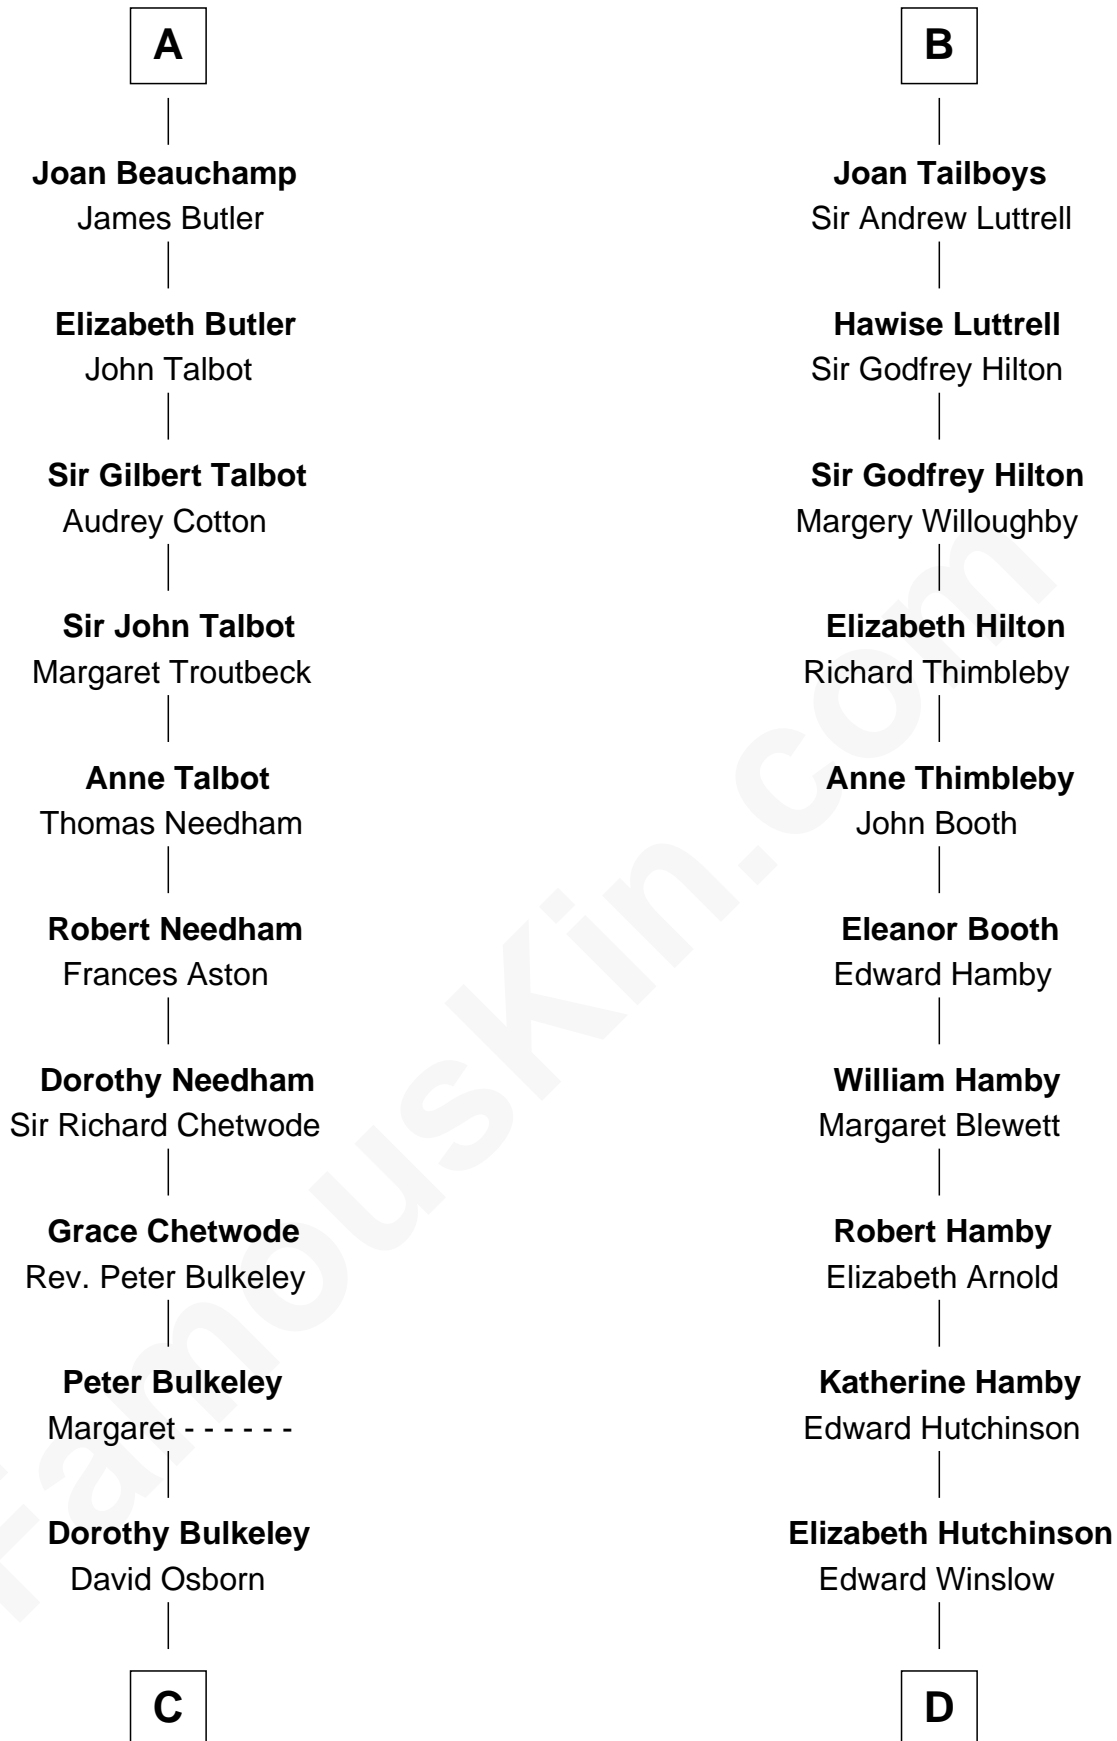 A
Joan Beauchamp
James Butler
Elizabeth Butler
John Talbot
Sir Gilbert Talbot
Audrey Cotton
Sir John Talbot
Margaret Troutbeck
Anne Talbot
Thomas Needham
Robert Needham
Frances Aston
Dorothy Needham
Sir Richard Chetwode
Grace Chetwode
Rev. Peter Bulkeley
Peter Bulkeley
Margaret - - - - - -
Dorothy Bulkeley
David Osborn
C
B
Joan Tailboys
Sir Andrew Luttrell
Hawise Luttrell
Sir Godfrey Hilton
Sir Godfrey Hilton
Margery Willoughby
Elizabeth Hilton
Richard Thimbleby
Anne Thimbleby
John Booth
Eleanor Booth
Edward Hamby
William Hamby
Margaret Blewett
Robert Hamby
Elizabeth Arnold
Katherine Hamby
Edward Hutchinson
Elizabeth Hutchinson
Edward Winslow
D
FamousKin.com